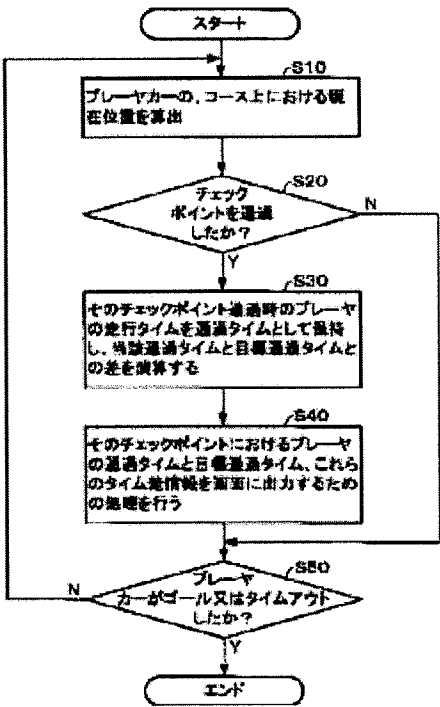 スタート
S10
プレーヤカーの、コース上における現
在位置を算出
S20
チェック
ポイントを通過
したか？
N
Y
S30
そのチェックポイント通過時のプレーヤ
の走行タイムを通過タイムとして保持
し、当該通過タイムと目標通過タイムと
の差を演算する
S40
そのチェックポイントにおけるプレーヤ
の通過タイムと目標通過タイム、これら
のタイム差情報を画面に出力するため
の処理を行う
S50
プレーヤ
カーがゴール又はタイムアウト
したか？
N
Y
エンド